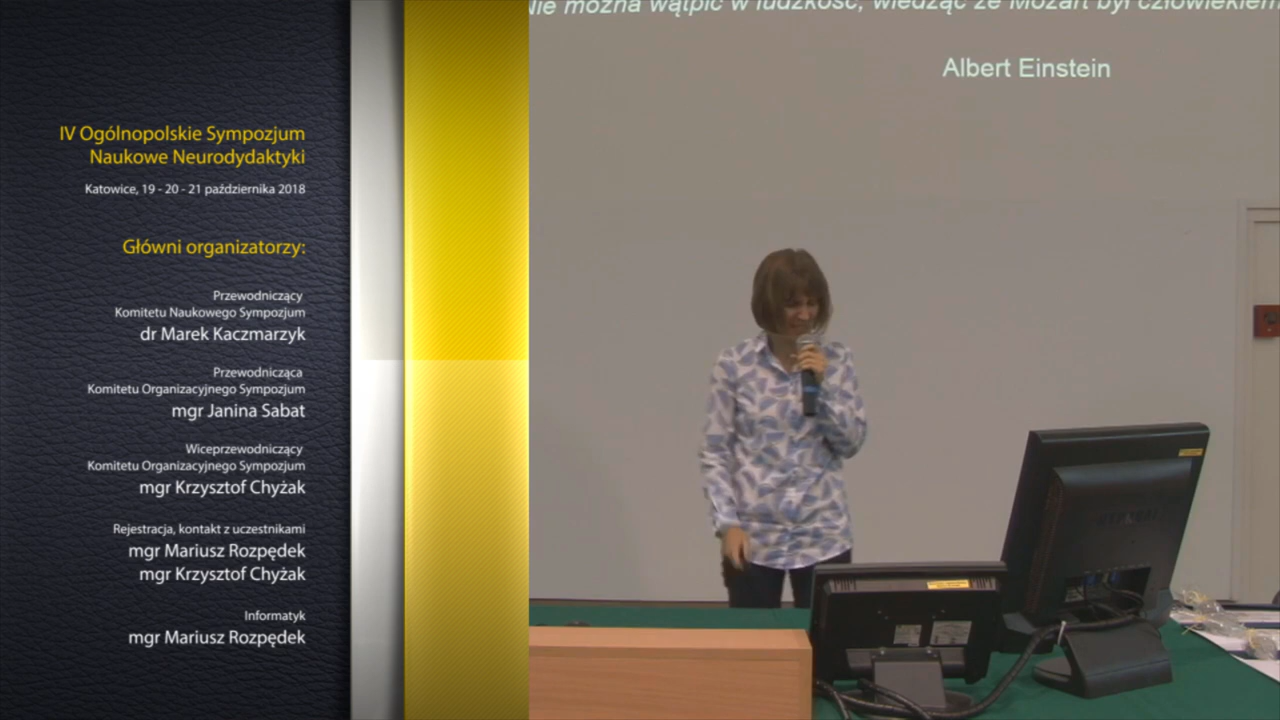 IV Ogólnopolskie Sympozjum
Naukowe Neurodydaktyki
Katowice, 19 - 20 - 21 października 2018
Główni organizatorzy:
Przewodniczący
Komitetu Naukowego Sympozjum
dr Marek Kaczmarzyk
Przewodnicząca
Komitetu Organizacyjnego Sympozjum
mgr Janina Sabat
Wiceprzewodniczący
Komitetu Organizacyjnego Sympozjum
mgr Krzysztof Chyżak
Rejestracja, kontakt z uczestnikami
mgr Mariusz Rozpędek
mgr Krzysztof Chyżak
Informatyk
mgr Mariusz Rozpędek
Nie można wątpić w ludzkość, wiedząc że Mozart był człowiekiem
Albert Einstein